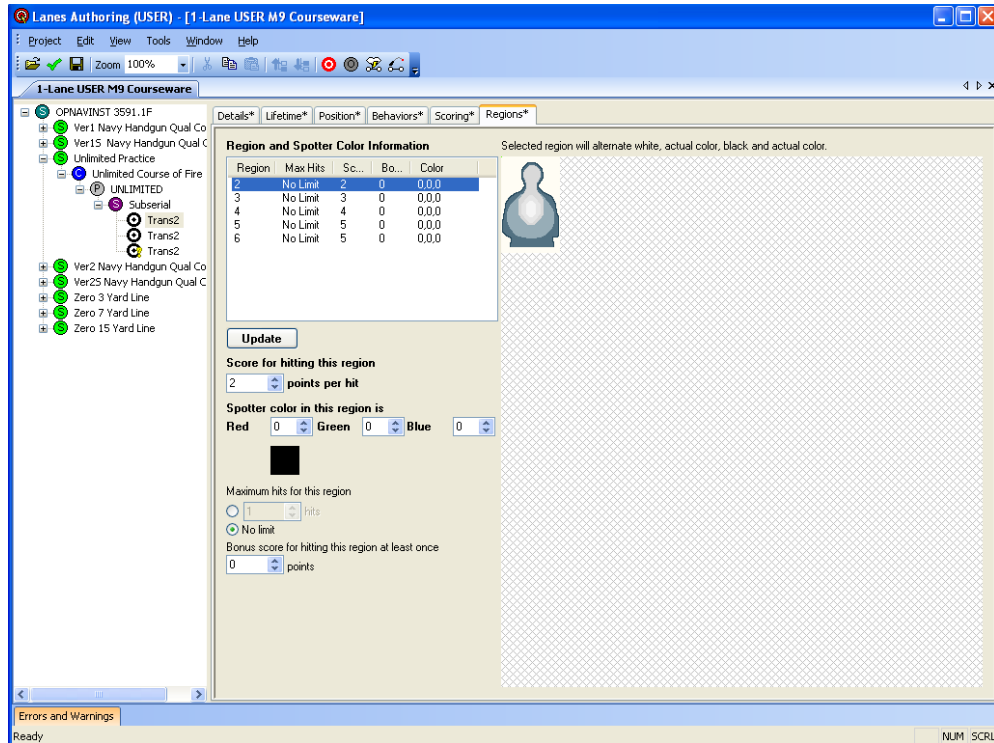 Lanes Authoring (USER) - [1-Lane USER M9 Courseware]
Project Edit View Tools Window Help
Zoom 100%
1-Lane USER M9 Courseware
S OPNAVINST 3591.1F
S Ver1 Navy Handgun Qual Co
S Ver1S Navy Handgun Qual C
S Unlimited Practice
C Unlimited Course of Fire
P UNLIMITED
S Subserial
Trans2
Trans2
Trans2
S Ver2 Navy Handgun Qual Co
S Ver2S Navy Handgun Qual C
S Zero 3 Yard Line
S Zero 7 Yard Line
S Zero 15 Yard Line
Details* Lifetime* Position* Behaviors* Scoring* Regions*
Region and Spotter Color Information
Region Max Hits Sc... Bo... Color
2 No Limit 2 0 0,0,0
3 No Limit 3 0 0,0,0
4 No Limit 4 0 0,0,0
5 No Limit 5 0 0,0,0
6 No Limit 5 0 0,0,0
Update
Score for hitting this region
2 points per hit
Spotter color in this region is
Red 0 Green 0 Blue 0
Maximum hits for this region
1 hits
No limit
Bonus score for hitting this region at least once
0 points
Selected region will alternate white, actual color, black and actual color.
Errors and Warnings
Ready NUM SCRL